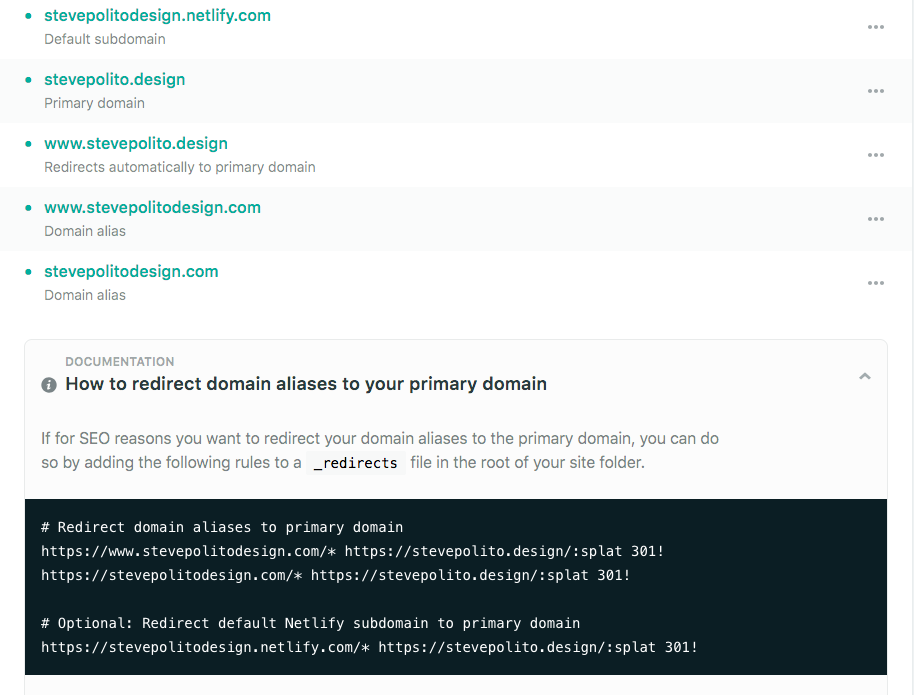 stevepolitodesign.netlify.com
Default subdomain
stevepolito.design
Primary domain
www.stevepolito.design
Redirects automatically to primary domain
www.stevepolitodesign.com
Domain alias
stevepolitodesign.com
Domain alias
DOCUMENTATION
How to redirect domain aliases to your primary domain
If for SEO reasons you want to redirect your domain aliases to the primary domain, you can do
so by adding the following rules to a _redirects file in the root of your site folder.
# Redirect domain aliases to primary domain
https://www.stevepolitodesign.com/* https://stevepolito.design/:splat 301!
https://stevepolitodesign.com/* https://stevepolito.design/:splat 301!
# Optional: Redirect default Netlify subdomain to primary domain
https://stevepolitodesign.netlify.com/* https://stevepolito.design/:splat 301!